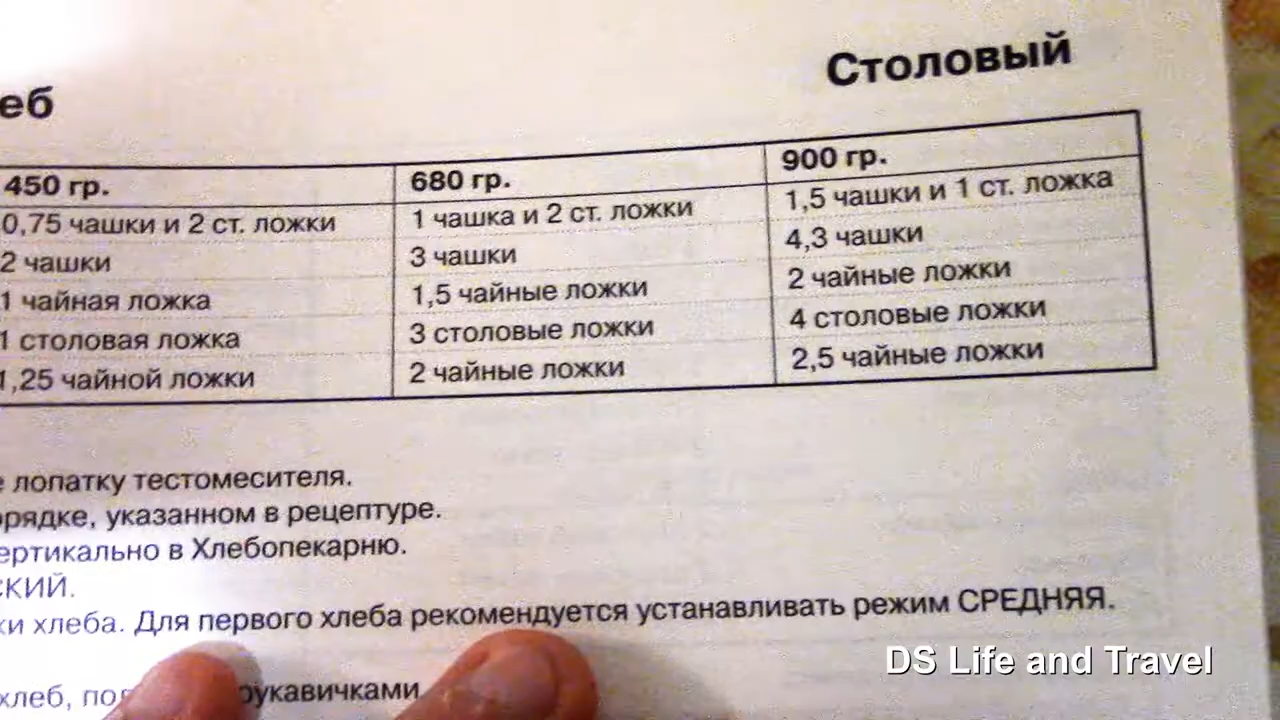 Столовый
еб
450 гр. 680 гр. 900 гр.
0,75 чашки и 2 ст. ложки 1 чашка и 2 ст. ложки 1,5 чашки и 1 ст. ложка
2 чашки 3 чашки 4,3 чашки
1 чайная ложка 1,5 чайные ложки 2 чайные ложки
1 столовая ложка 3 столовые ложки 4 столовые ложки
1,25 чайной ложки 2 чайные ложки 2,5 чайные ложки
е лопатку тестомесителя.
рядке, указанном в рецептуре.
ертикально в Хлебопекарню.
СКИЙ.
ки хлеба. Для первого хлеба рекомендуется устанавливать режим СРЕДНЯЯ.
DS Life and Travel
хлеб, рукавичками